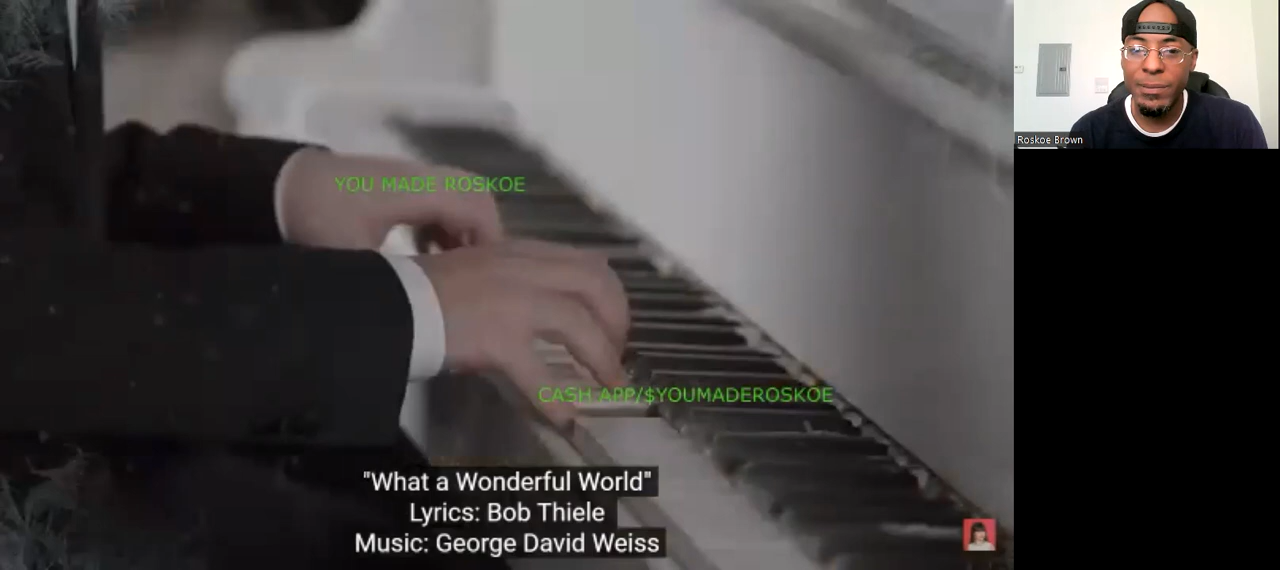 Roskoe Brown
YOU MADE ROSKOE
CASH APP/$YOUMADEROSKOE
"What a Wonderful World"
Lyrics: Bob Thiele
Music: George David Weiss